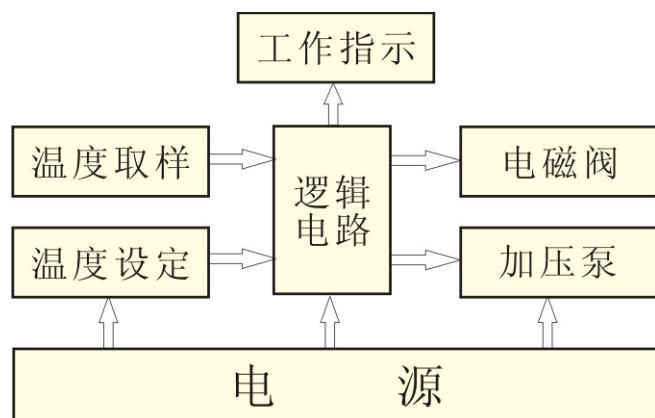 工作指示
温度取样
逻辑
电路
电磁阀
温度设定
加压泵
电 源